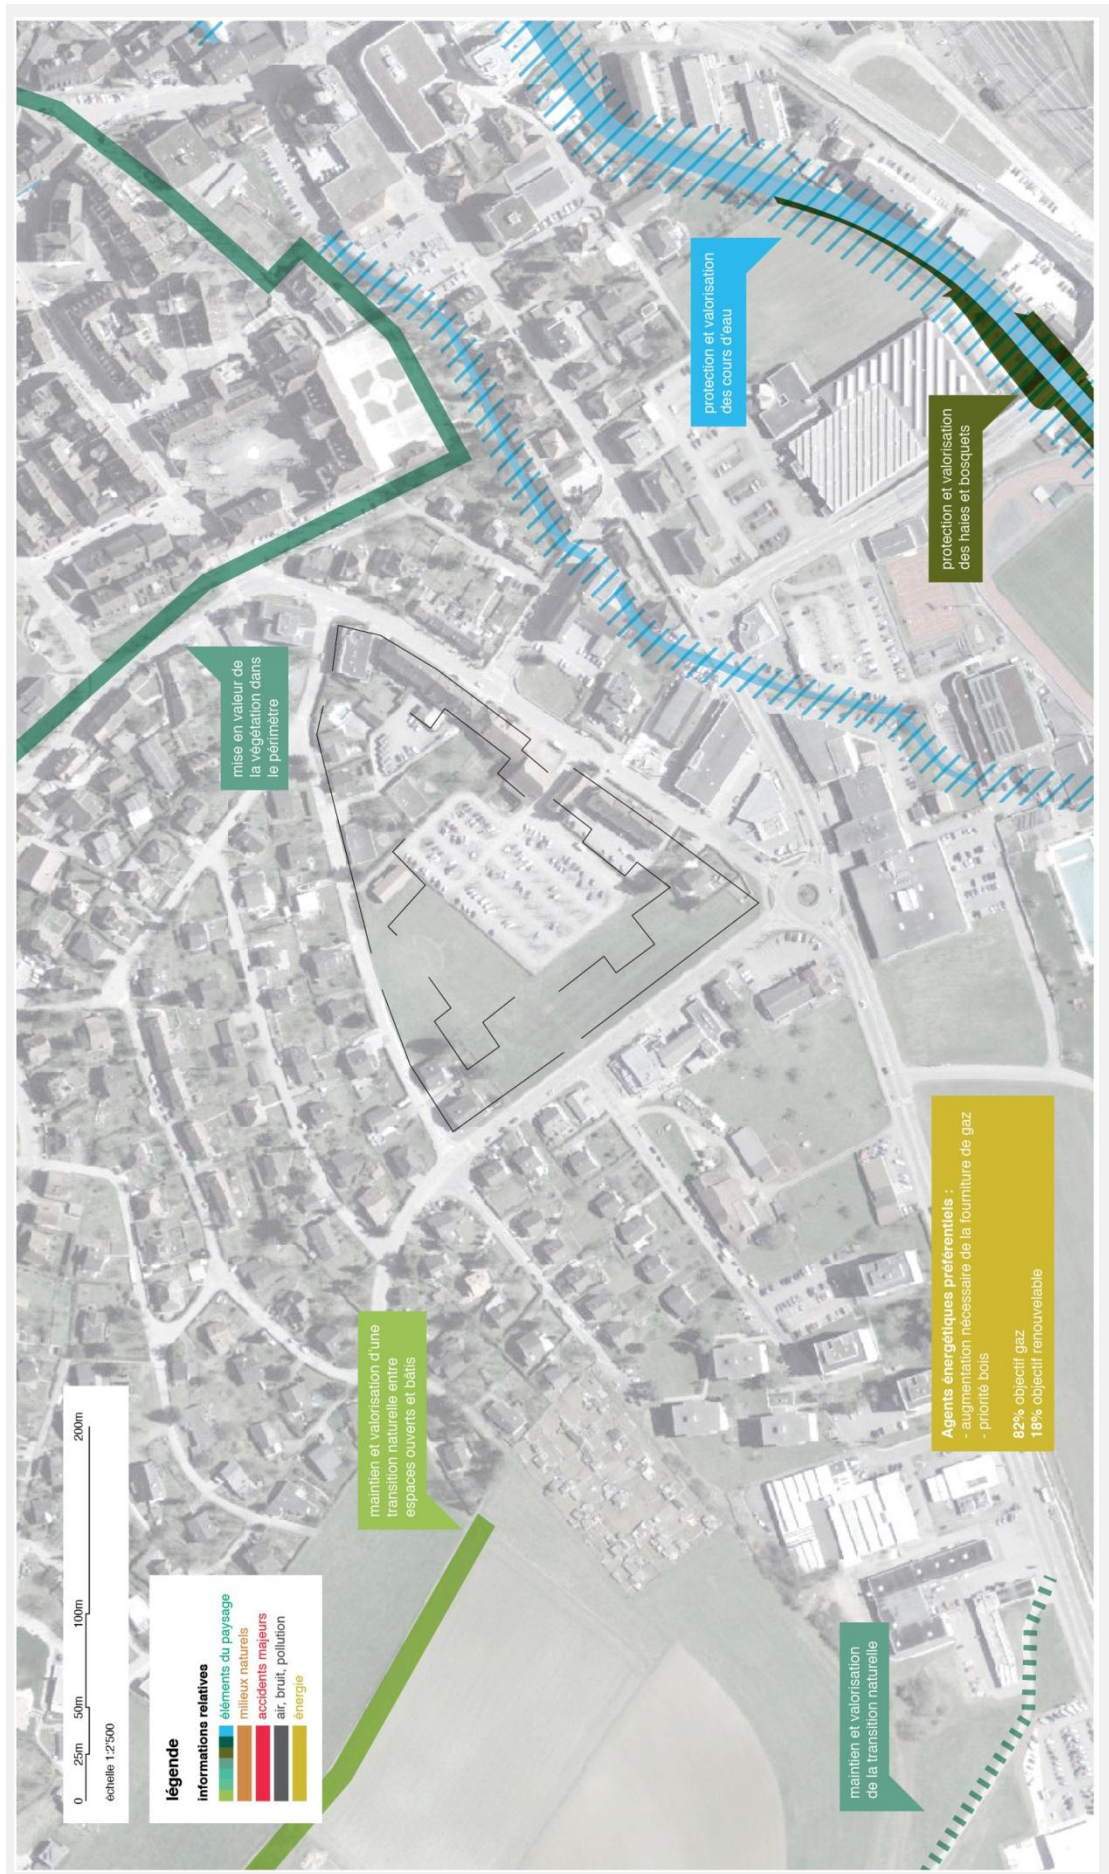 0
25m
50m
100m
200m
échelle 1:2'500
légende
informations relatives
éléments du paysage
milieux naturels
accidents majeurs
air, bruit, pollution
énergie
maintien et valorisation d'une
transition naturelle entre
espaces ouverts et bâtis
mise en valeur de
la végétation dans
le périmètre
protection et valorisation
des cours d'eau
protection et valorisation
des haies et bosquets
maintien et valorisation
de la transition naturelle
Agents énergétiques préférentiels :
- augmentation nécessaire de la fourniture de gaz
- priorité bois
82% objectif gaz
18% objectif renouvelable